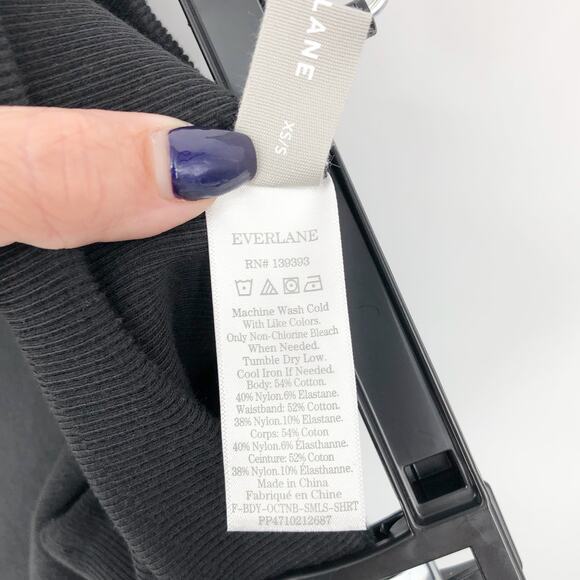 LANE
XS/S
EVERLANE
RN# 139393
Machine Wash Cold
With Like Colors.
Only Non-Chlorine Bleach
When Needed.
Tumble Dry Low.
Cool Iron If Needed.
Body: 54% Cotton.
40% Nylon.6% Elastane.
Waistband: 52% Cotton.
38% Nylon.10% Elastane.
Corps: 54% Coton
40% Nylon.6% Élasthanne.
Ceinture: 52% Coton
38% Nylon.10% Élasthanne.
Made in China
Fabriqué en Chine
F-BDY-OCTNB-SMLS-SHRT
PP4710212687